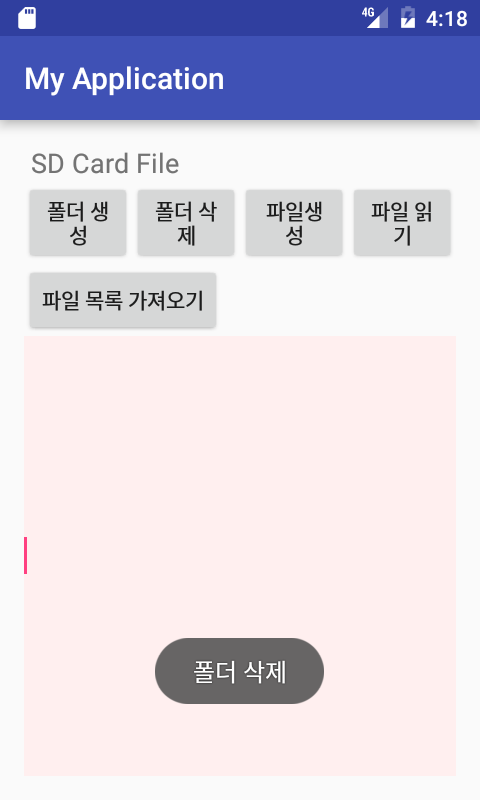 4G 4:18
My Application
SD Card File
폴더 생
성
폴더 삭
제
파일생
성
파일 읽
기
파일 목록 가져오기
폴더 삭제